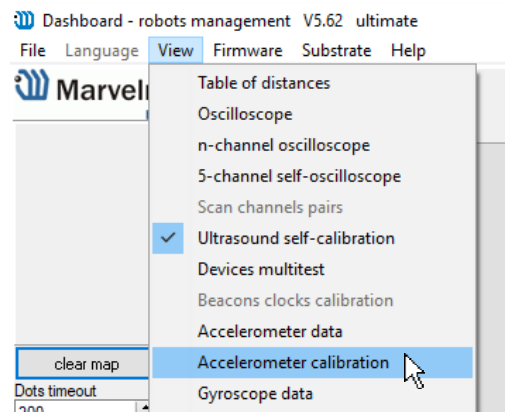 Dashboard - robots management V5.62 ultimate
File Language View Firmware Substrate Help
Table of distances
Oscilloscope
n-channel oscilloscope
5-channel self-oscilloscope
Scan channels pairs
Ultrasound self-calibration
Devices multitest
Beacons clocks calibration
Accelerometer data
Accelerometer calibration
Gyroscope data
clear map
Dots timeout